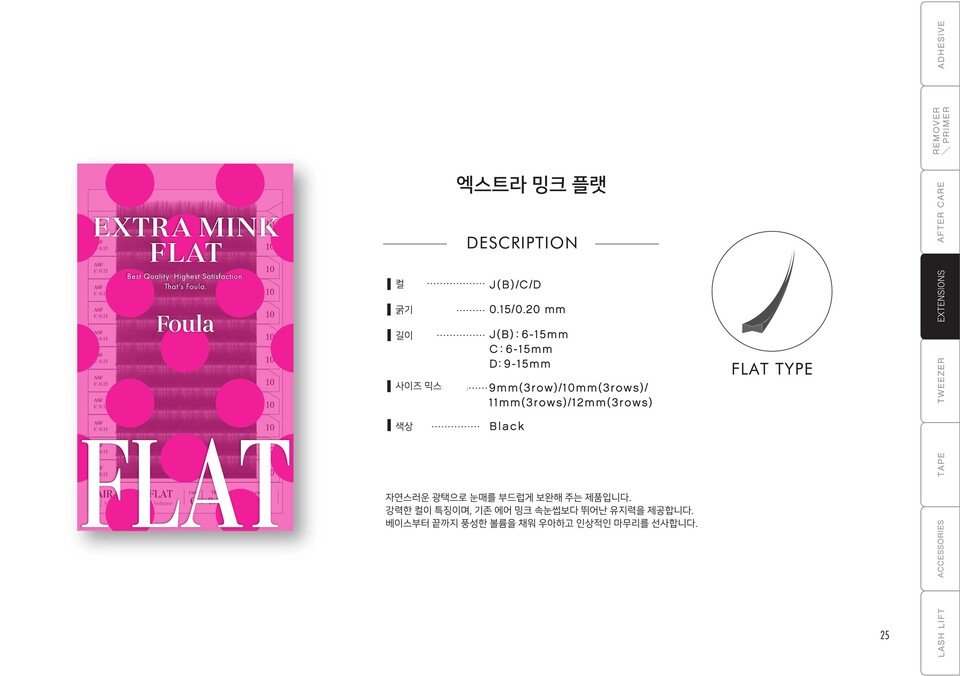 엑스트라 밍크 플랫
DESCRIPTION
컬 J(B)/C/D
굵기 0.15/0.20 mm
길이 J(B): 6-15mm
C: 6-15mm
D: 9-15mm
사이즈 믹스 9mm(3row)/10mm(3rows)/
11mm(3rows)/12mm(3rows)
색상 Black
자연스러운 광택으로 눈매를 부드럽게 보완해 주는 제품입니다.
강력한 컬이 특징이며, 기존 에어 밍크 속눈썹보다 뛰어난 유지력을 제공합니다.
베이스부터 끝까지 풍성한 볼륨을 채워 우아하고 인상적인 마무리를 선사합니다.
FLAT TYPE
EXTRA MINK
FLAT
Best Quality. Highest Satisfaction.
That's Foula.
Foula
FLAT
ADHESIVE
REMOVER
/ PRIMER
AFTER CARE
EXTENSIONS
TWEEZER
TAPE
ACCESSORIES
LASH LIFT
25